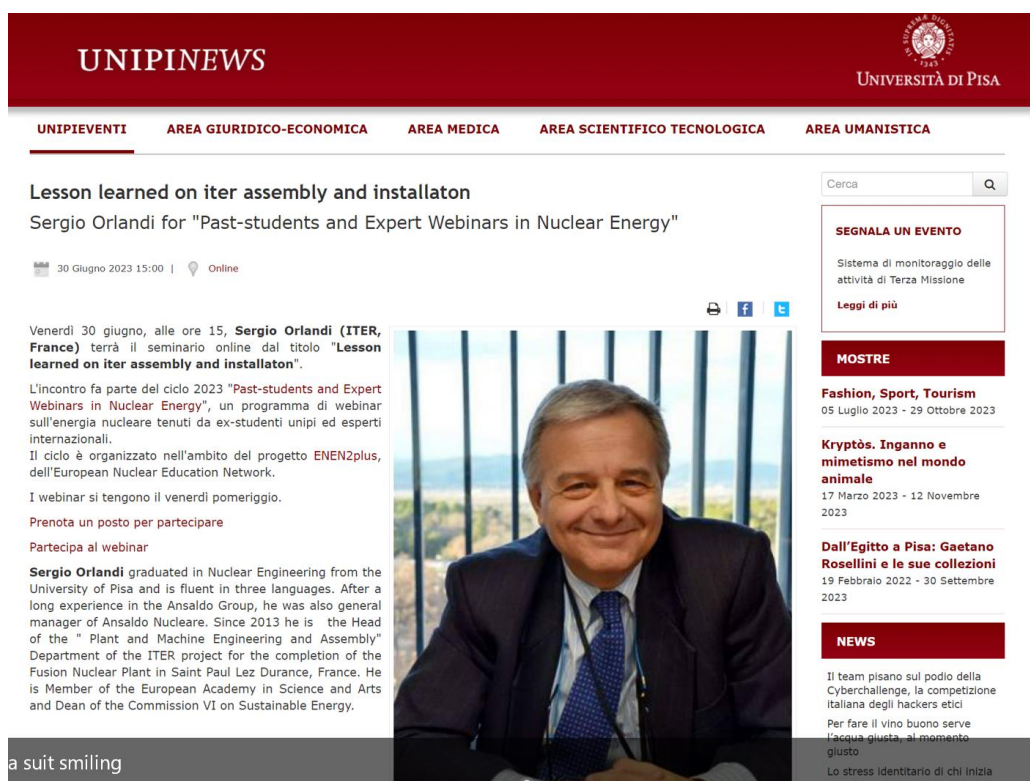 UNIPINEWS
IN SUPREMÆ DIGNITATIS
1343
UNIVERSITÀ DI PISA
UNIPIEVENTI
AREA GIURIDICO-ECONOMICA
AREA MEDICA
AREA SCIENTIFICO TECNOLOGICA
AREA UMANISTICA
Lesson learned on iter assembly and installaton
Sergio Orlandi for "Past-students and Expert Webinars in Nuclear Energy"
30 Giugno 2023 15:00 | Online
Venerdì 30 giugno, alle ore 15, Sergio Orlandi (ITER,
France) terrà il seminario online dal titolo "Lesson
learned on iter assembly and installaton".
L'incontro fa parte del ciclo 2023 "Past-students and Expert
Webinars in Nuclear Energy", un programma di webinar
sull'energia nucleare tenuti da ex-studenti unipi ed esperti
internazionali.
Il ciclo è organizzato nell'ambito del progetto ENEN2plus,
dell'European Nuclear Education Network.
I webinar si tengono il venerdì pomeriggio.
Prenota un posto per partecipare
Partecipa al webinar
Sergio Orlandi graduated in Nuclear Engineering from the
University of Pisa and is fluent in three languages. After a
long experience in the Ansaldo Group, he was also general
manager of Ansaldo Nucleare. Since 2013 he is the Head
of the " Plant and Machine Engineering and Assembly"
Department of the ITER project for the completion of the
Fusion Nuclear Plant in Saint Paul Lez Durance, France. He
is Member of the European Academy in Science and Arts
and Dean of the Commission VI on Sustainable Energy.
a suit smiling
Cerca
SEGNALA UN EVENTO
Sistema di monitoraggio delle
attività di Terza Missione
Leggi di più
MOSTRE
Fashion, Sport, Tourism
05 Luglio 2023 - 29 Ottobre 2023
Kryptòs. Inganno e
mimetismo nel mondo
animale
17 Marzo 2023 - 12 Novembre
2023
Dall'Egitto a Pisa: Gaetano
Rosellini e le sue collezioni
19 Febbraio 2022 - 30 Settembre
2023
NEWS
Il team pisano sul podio della
Cyberchallenge, la competizione
italiana degli hackers etici
Per fare il vino buono serve
l'acqua giusta, al momento
giusto
Lo stress identitario di chi inizia